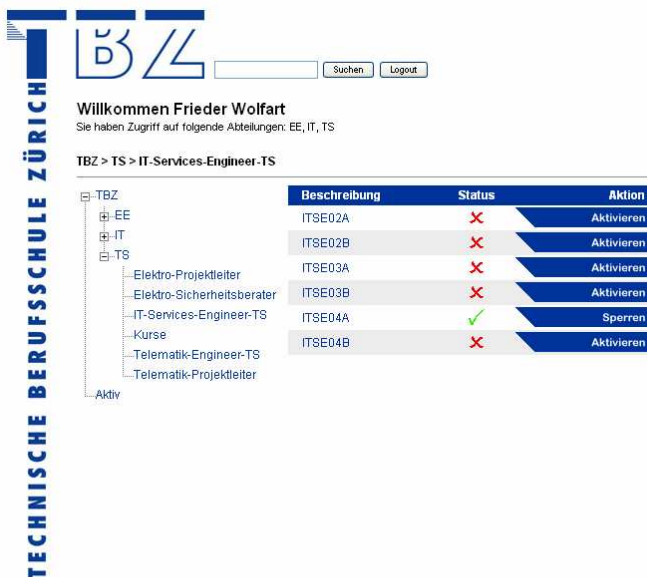 TBZ
TECHNISCHE BERUFSSCHULE ZÜRICH
Suchen Logout
Willkommen Frieder Wolfart
Sie haben Zugriff auf folgende Abteilungen: EE, IT, TS
TBZ > TS > IT-Services-Engineer-TS
TBZ
EE
IT
TS
Elektro-Projektleiter
Elektro-Sicherheitsberater
IT-Services-Engineer-TS
Kurse
Telematik-Engineer-TS
Telematik-Projektleiter
Aktiv
Beschreibung Status Aktion
ITSE02A Aktivieren
ITSE02B Aktivieren
ITSE03A Aktivieren
ITSE03B Aktivieren
ITSE04A Sperren
ITSE04B Aktivieren